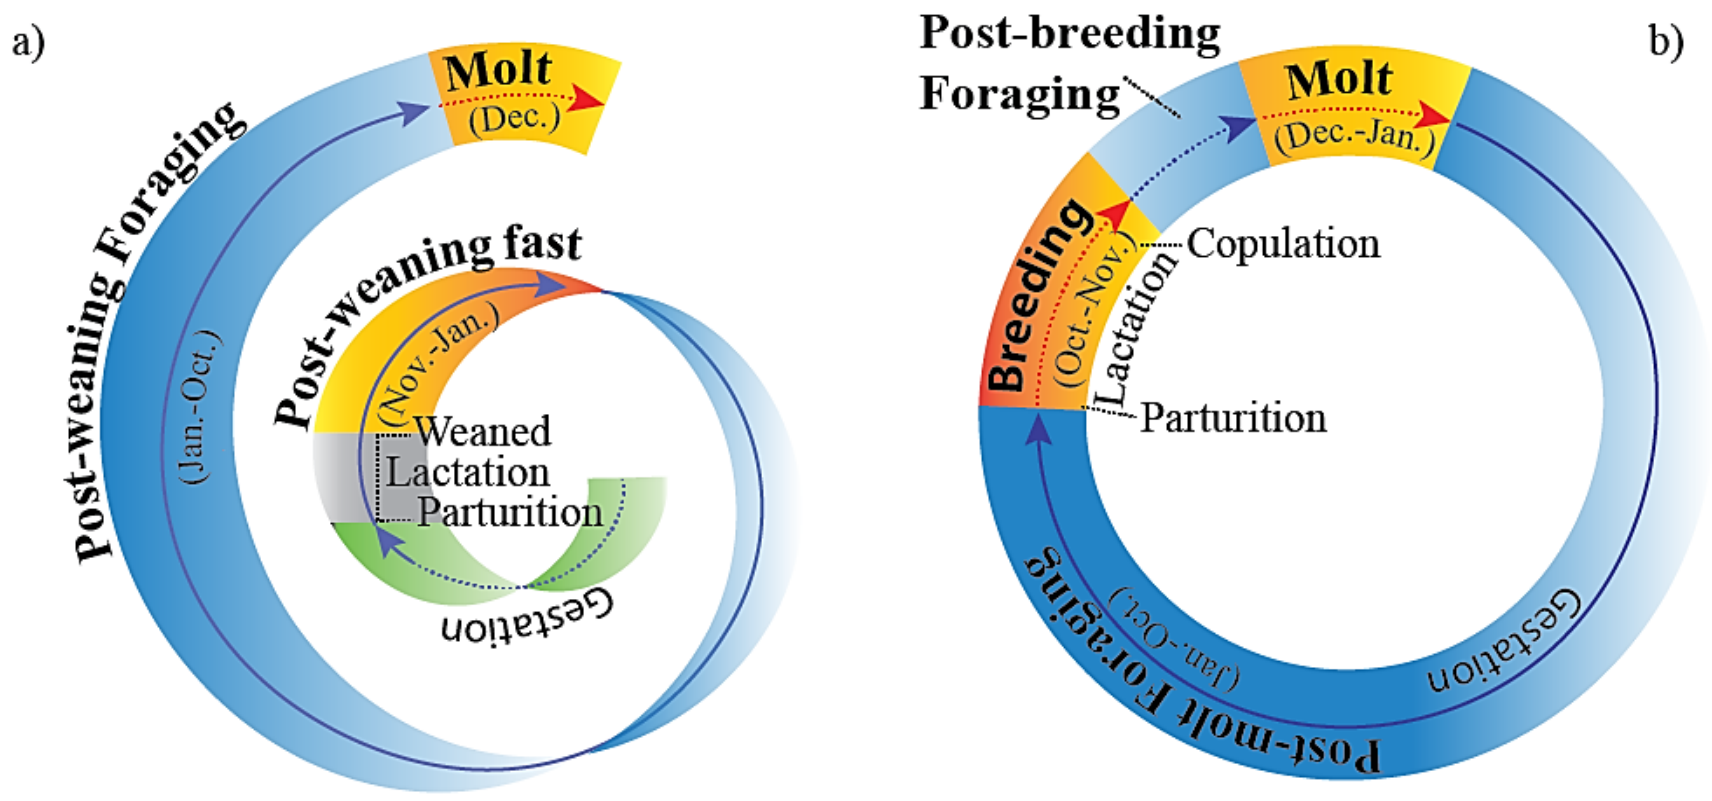 a)
Molt
(Dec.)
Post-weaning Foraging
(Jan.-Oct.)
Post-weaning fast
(Nov.-Jan.)
Weaned
Lactation
Parturition
Gestation
b)
Post-breeding
Foraging
Molt
(Dec.-Jan.)
Breeding
(Oct.-Nov.)
Lactation
Copulation
Parturition
Gestation
(Jan.-Oct.)
Post-molt Foraging